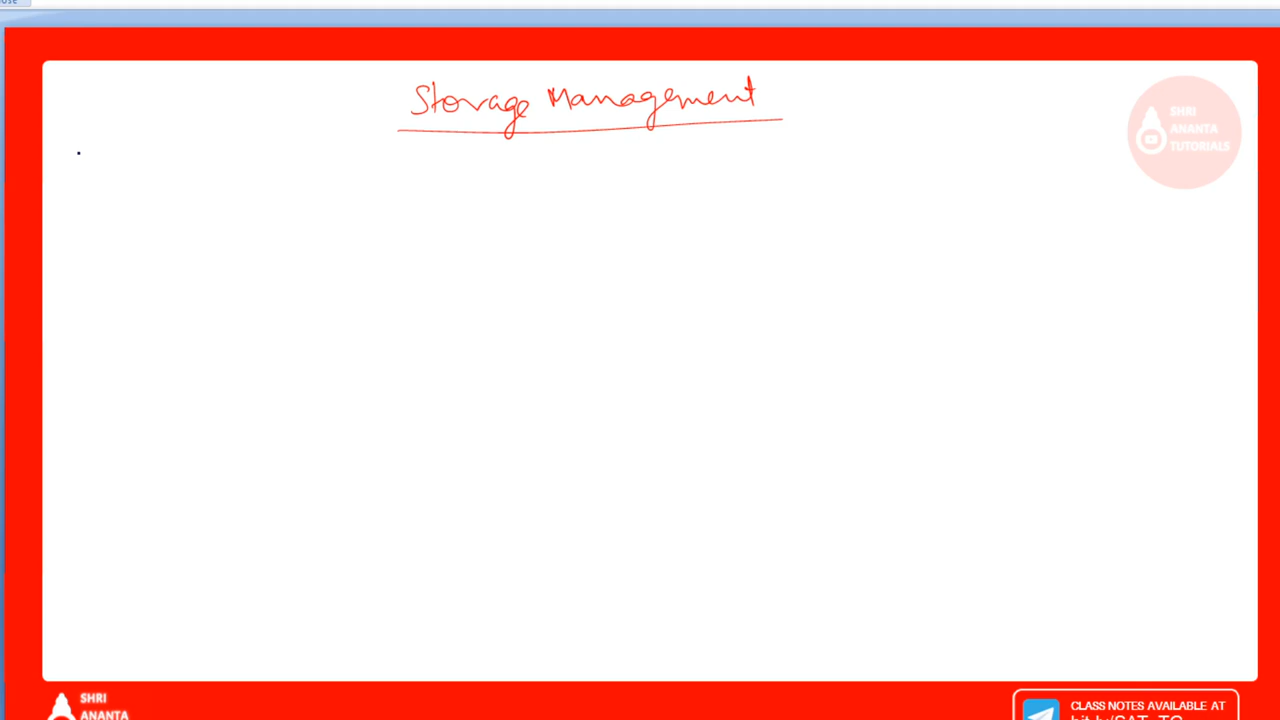 Storage Management
SHRI
ANANTA
TUTORIALS
SHRI
ANANTA
CLASS NOTES AVAILABLE AT